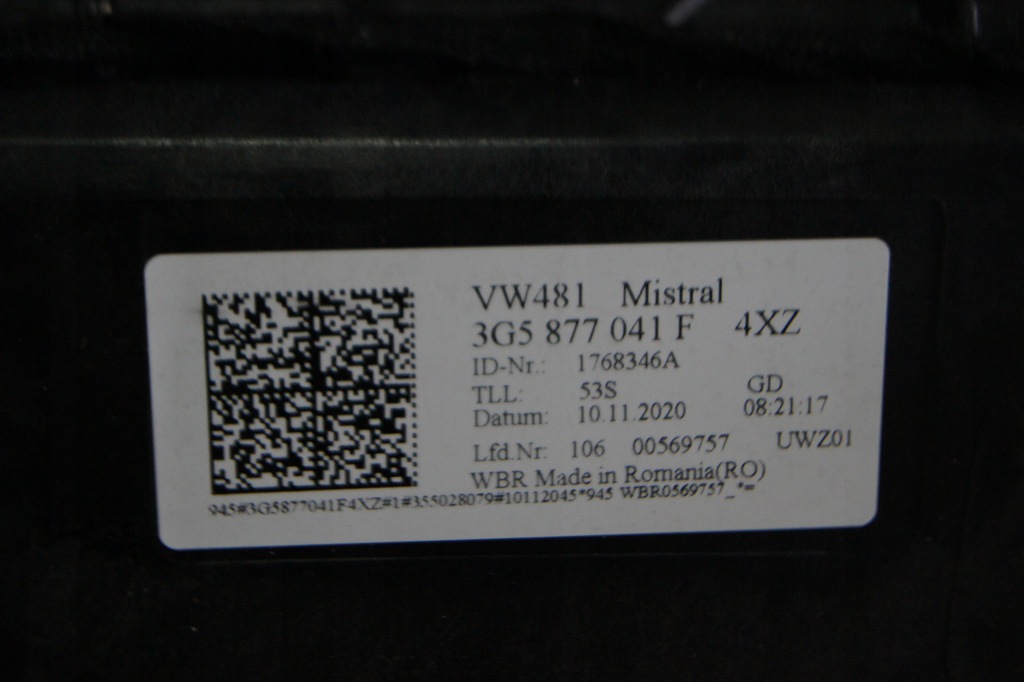 VW481 Mistral
3G5 877 041 F 4XZ
ID-Nr.: 1768346A
TLL: 53S GD
Datum: 10.11.2020 08:21:17
Lfd.Nr: 106 00569757 UWZ01
WBR Made in Romania(RO)
945#3G5877041F4XZ#1#355028079#10112045*945 WBR0569757_*=